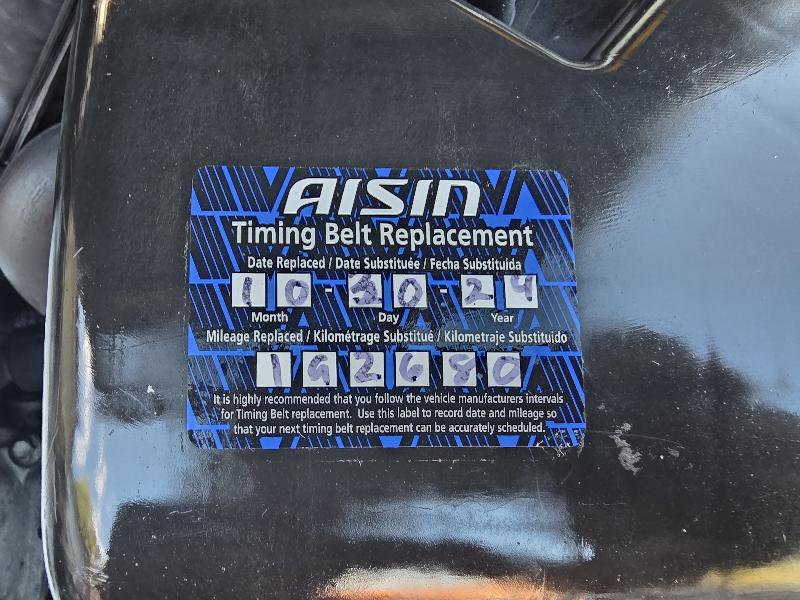 AISIN
Timing Belt Replacement
Date Replaced / Date Substituée / Fecha Substituida
10-30-24
Month Day Year
Mileage Replaced / Kilométrage Substitué / Kilometraje Substituido
192680
It is highly recommended that you follow the vehicle manufacturers intervals
for Timing Belt replacement. Use this label to record date and mileage so
that your next timing belt replacement can be accurately scheduled.